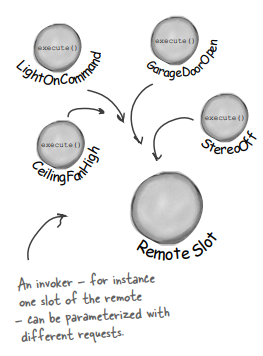 execute()
LightOnCommand
execute()
GarageDoorOpen
execute()
CeilingFanHigh
execute()
StereoOff
Remote Slot
An invoker – for instance
one slot of the remote
– can be parameterized with
different requests.